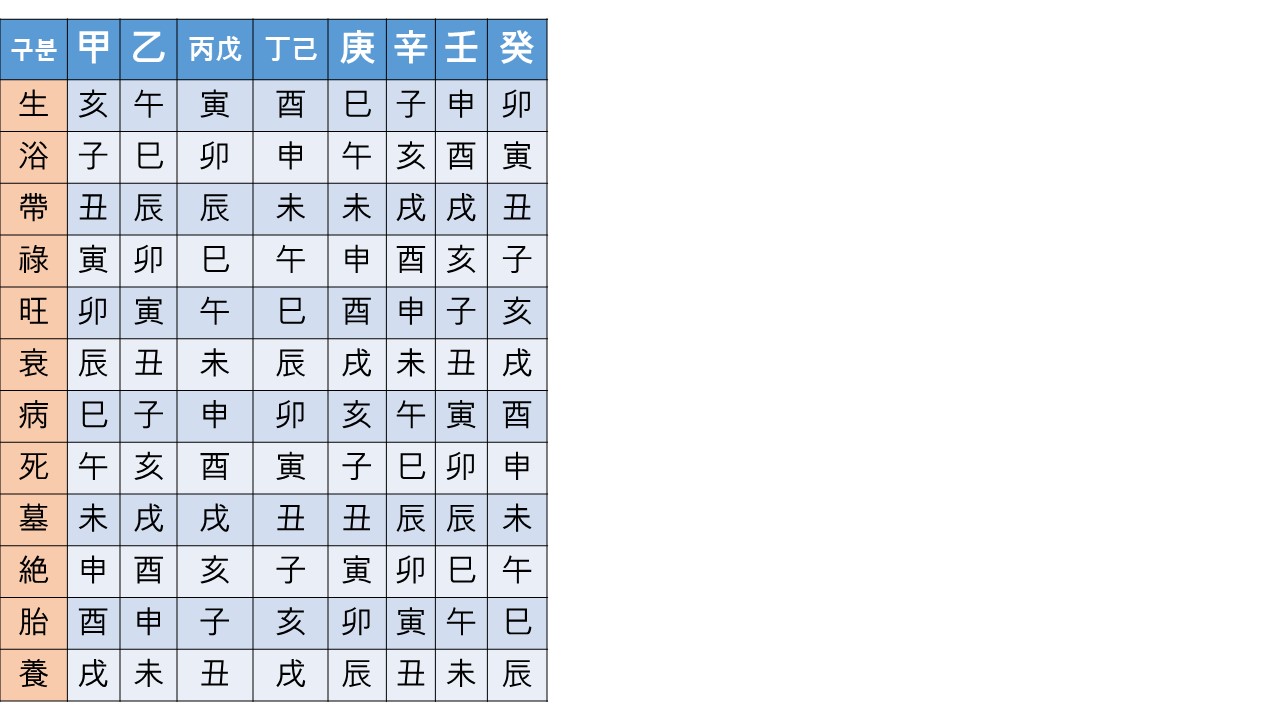 구분 甲 乙 丙戊 丁己 庚 辛 壬 癸
生 亥 午 寅 酉 巳 子 申 卯
浴 子 巳 卯 申 午 亥 酉 寅
帶 丑 辰 辰 未 未 戌 戌 丑
祿 寅 卯 巳 午 申 酉 亥 子
旺 卯 寅 午 巳 酉 申 子 亥
衰 辰 丑 未 辰 戌 未 丑 戌
病 巳 子 申 卯 亥 午 寅 酉
死 午 亥 酉 寅 子 巳 卯 申
墓 未 戌 戌 丑 丑 辰 辰 未
絶 申 酉 亥 子 寅 卯 巳 午
胎 酉 申 子 亥 卯 寅 午 巳
養 戌 未 丑 戌 辰 丑 未 辰